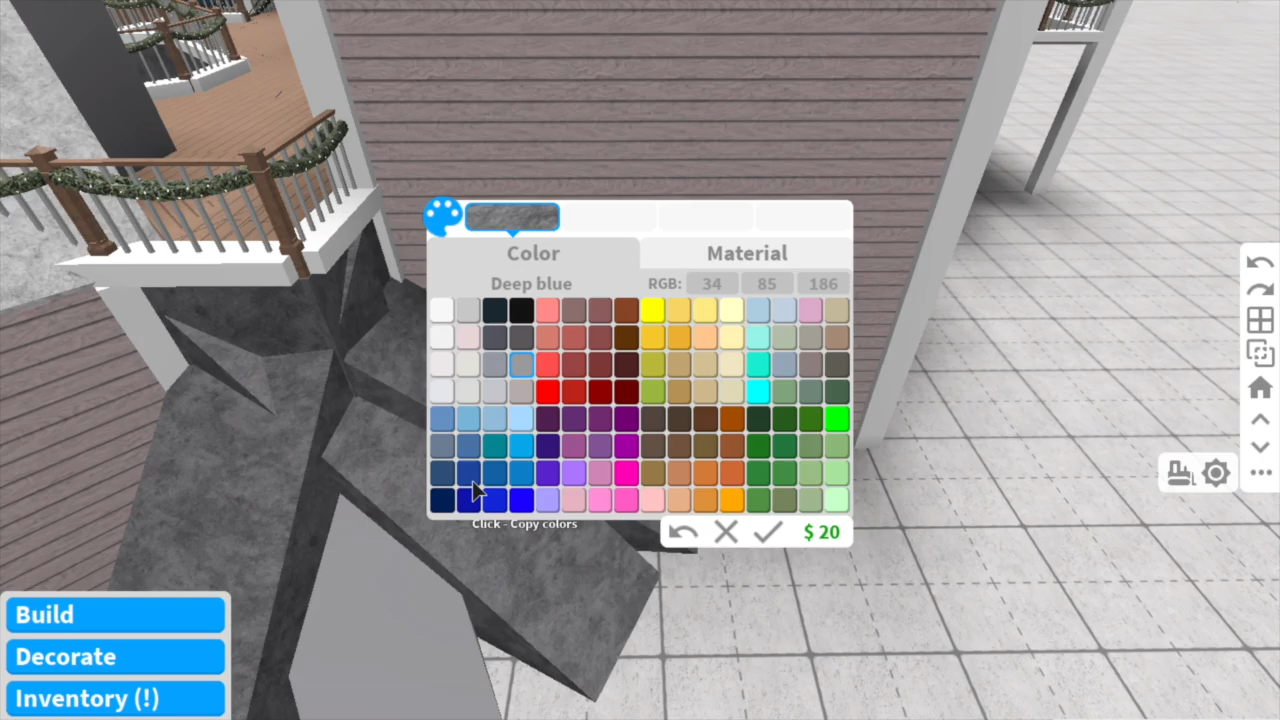 Color
Material
Deep blue
RGB: 34 85 186
Click - Copy colors
$ 20
Build
Decorate
Inventory (!)